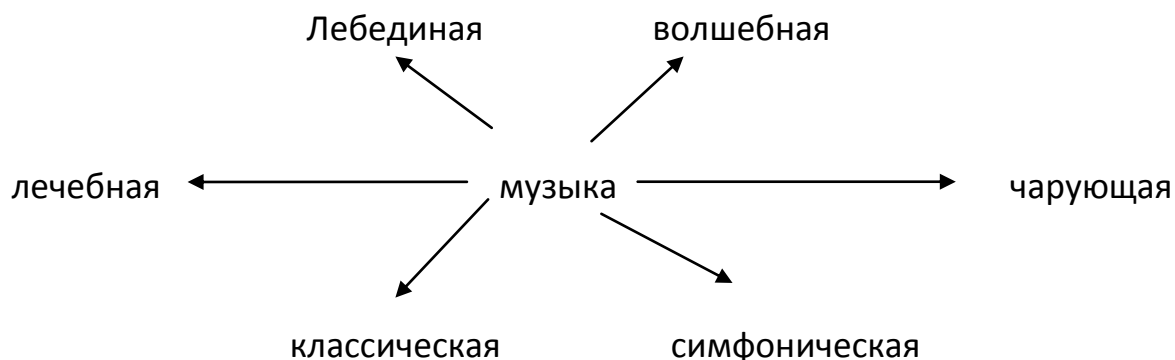 Лебединая волшебная
лечебная музыка чарующая
классическая симфоническая